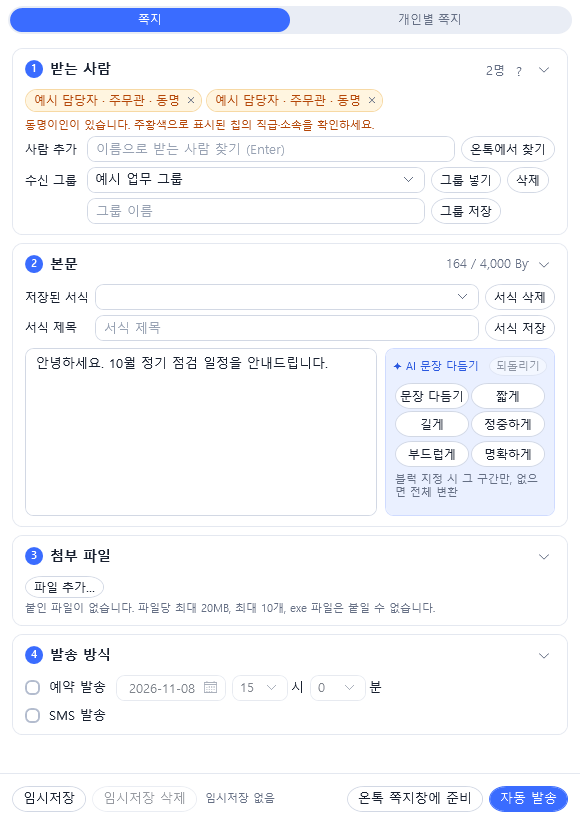 쪽지
개인별 쪽지
1 받는 사람
2명 ?
예시 담당자 · 주무관 · 동명 ×
예시 담당자 · 주무관 · 동명 ×
동명이인이 있습니다. 주황색으로 표시된 칩의 직급·소속을 확인하세요.
사람 추가 이름으로 받는 사람 찾기 (Enter) 온톡에서 찾기
수신 그룹 예시 업무 그룹 그룹 넣기 삭제
그룹 이름 그룹 저장
2 본문
164 / 4,000 By
저장된 서식 서식 삭제
서식 제목 서식 제목 서식 저장
안녕하세요. 10월 정기 점검 일정을 안내드립니다.
✦ AI 문장 다듬기 되돌리기
문장 다듬기 짧게
길게 정중하게
부드럽게 명확하게
블럭 지정 시 그 구간만, 없으
면 전체 변환
3 첨부 파일
파일 추가...
붙인 파일이 없습니다. 파일당 최대 20MB, 최대 10개, exe 파일은 붙일 수 없습니다.
4 발송 방식
예약 발송 2026-11-08 15 시 0 분
SMS 발송
임시저장 임시저장 삭제 임시저장 없음 온톡 쪽지창에 준비 자동 발송